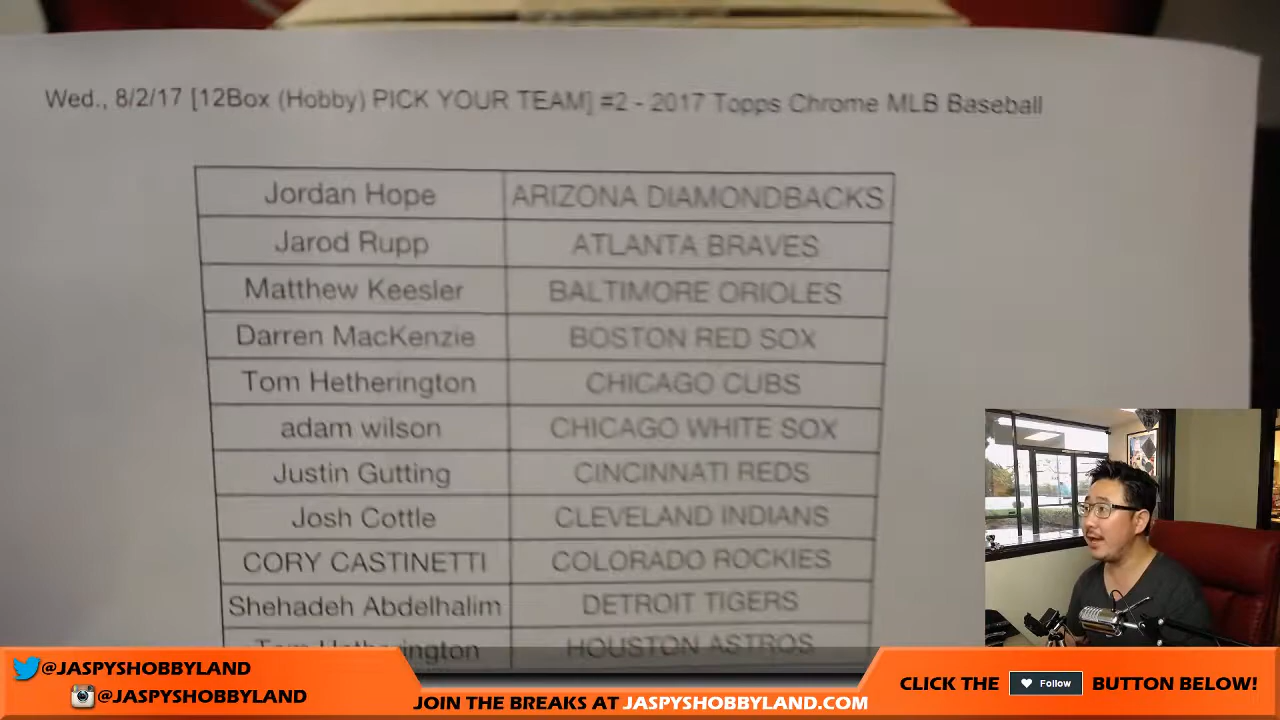 Wed., 8/2/17 [12Box (Hobby) PICK YOUR TEAM] #2 - 2017 Topps Chrome MLB Baseball
Jordan Hope ARIZONA DIAMONDBACKS
Jarod Rupp ATLANTA BRAVES
Matthew Keesler BALTIMORE ORIOLES
Darren MacKenzie BOSTON RED SOX
Tom Hetherington CHICAGO CUBS
adam wilson CHICAGO WHITE SOX
Justin Gutting CINCINNATI REDS
Josh Cottle CLEVELAND INDIANS
CORY CASTINETTI COLORADO ROCKIES
Shehadeh Abdelhalim DETROIT TIGERS
Tom Hetherington HOUSTON ASTROS
@JASPYSHOBBYLAND
@JASPYSHOBBYLAND
JOIN THE BREAKS AT JASPYSHOBBYLAND.COM
CLICK THE Follow BUTTON BELOW!